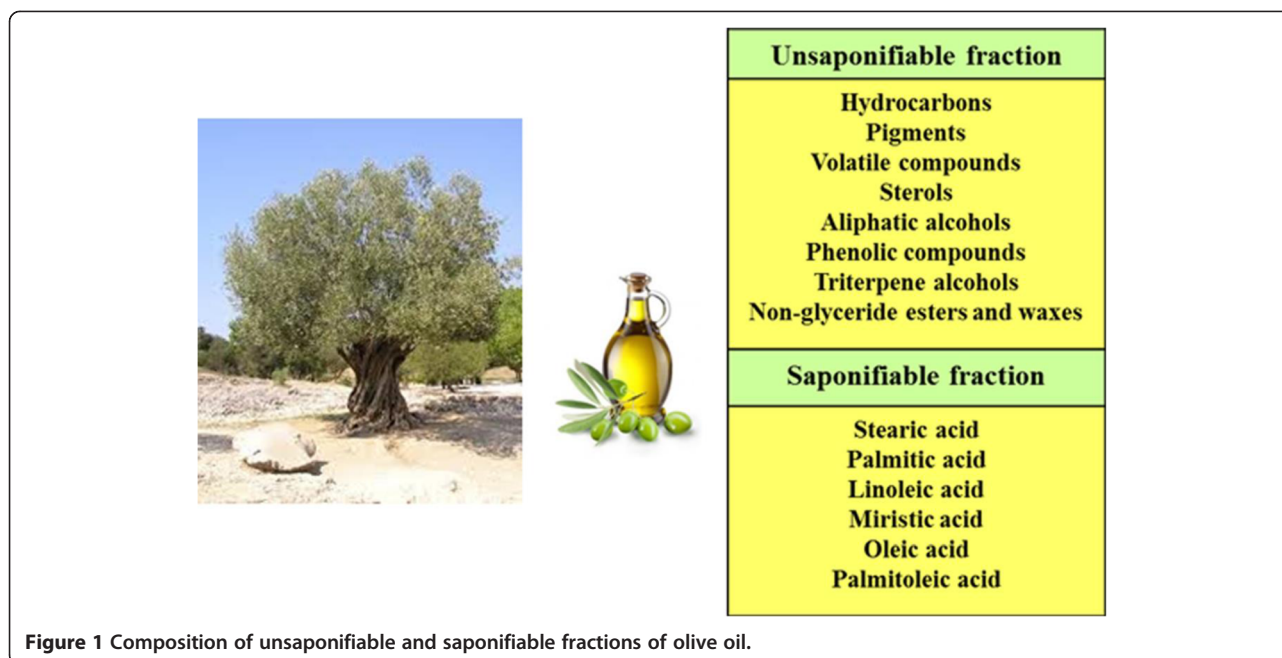 Unsaponifiable fraction
Hydrocarbons
Pigments
Volatile compounds
Sterols
Aliphatic alcohols
Phenolic compounds
Triterpene alcohols
Non-glyceride esters and waxes
Saponifiable fraction
Stearic acid
Palmitic acid
Linoleic acid
Miristic acid
Oleic acid
Palmitoleic acid
Figure 1 Composition of unsaponifiable and saponifiable fractions of olive oil.